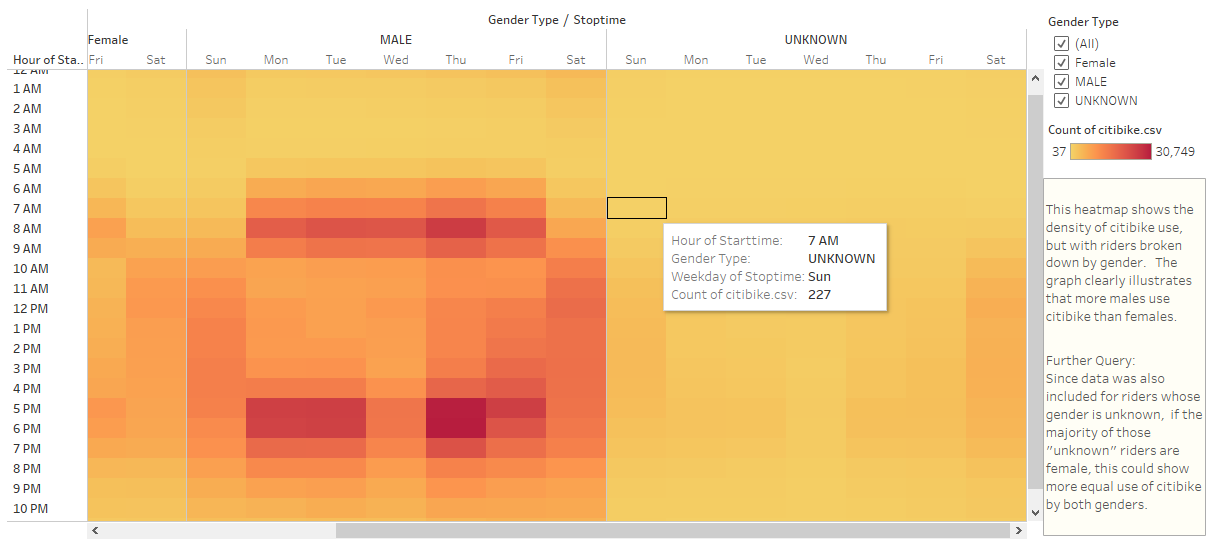 Gender Type / Stoptime
Female MALE UNKNOWN
Hour of Sta.. Fri Sat Sun Mon Tue Wed Thu Fri Sat Sun Mon Tue Wed Thu Fri Sat
12 AM
1 AM
2 AM
3 AM
4 AM
5 AM
6 AM
7 AM
8 AM
9 AM
10 AM
11 AM
12 PM
1 PM
2 PM
3 PM
4 PM
5 PM
6 PM
7 PM
8 PM
9 PM
10 PM
Hour of Starttime: 7 AM
Gender Type: UNKNOWN
Weekday of Stoptime: Sun
Count of citibike.csv: 227
Gender Type
(All)
Female
MALE
UNKNOWN
Count of citibike.csv
37 30,749
This heatmap shows the
density of citibike use,
but with riders broken
down by gender. The
graph clearly illustrates
that more males use
citibike than females.
Further Query:
Since data was also
included for riders whose
gender is unknown, if the
majority of those
"unknown" riders are
female, this could show
more equal use of citibike
by both genders.